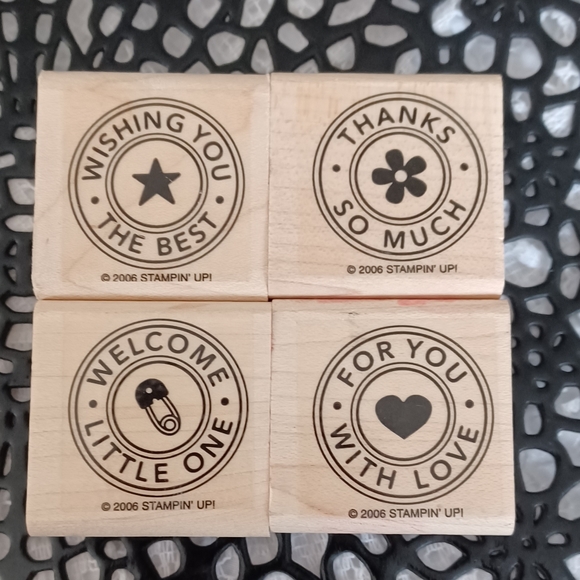 WISHING YOU
• THE BEST •
© 2006 STAMPIN' UP!
THANKS
• SO MUCH •
© 2006 STAMPIN' UP!
WELCOME
• LITTLE ONE •
© 2006 STAMPIN' UP!
FOR YOU
• WITH LOVE •
© 2006 STAMPIN' UP!